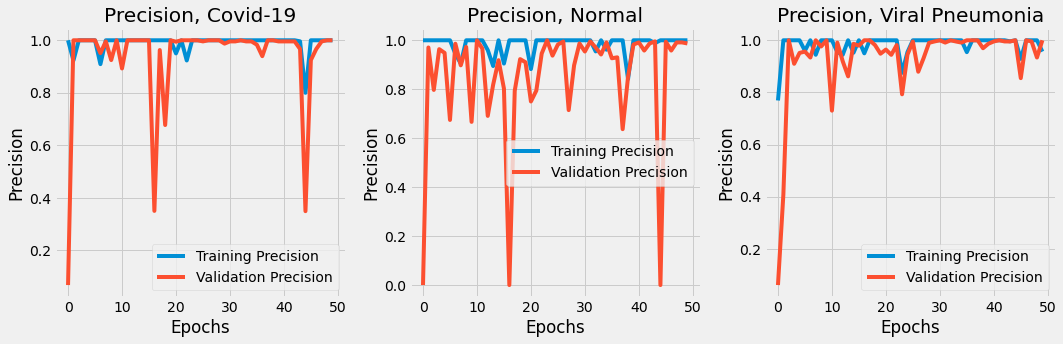 Precision, Covid-19
Precision
1.0
0.8
0.6
0.4
0.2
0
10
20
30
40
50
Epochs
Training Precision
Validation Precision
Precision, Normal
Precision
1.0
0.8
0.6
0.4
0.2
0.0
0
10
20
30
40
50
Epochs
Training Precision
Validation Precision
Precision, Viral Pneumonia
Precision
1.0
0.8
0.6
0.4
0.2
0
10
20
30
40
50
Epochs
Training Precision
Validation Precision